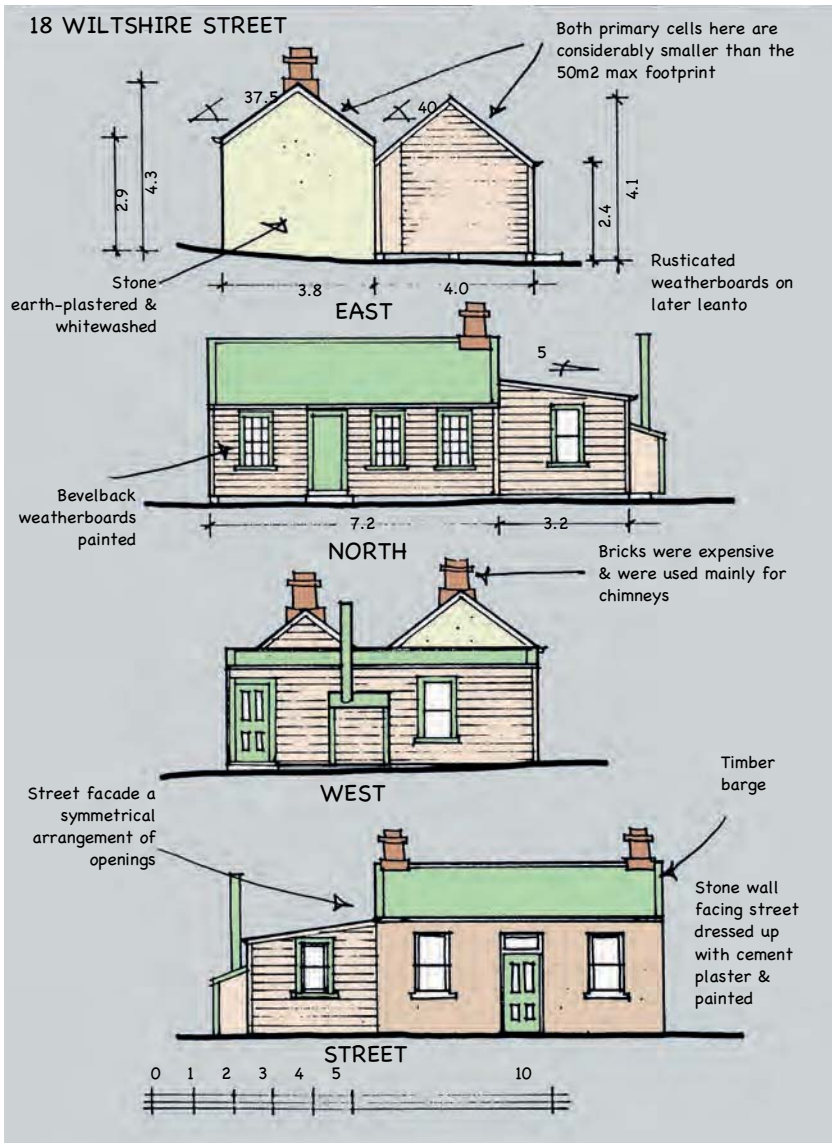 18 WILTSHIRE STREET
Both primary cells here are
considerably smaller than the
50m2 max footprint
37.5
40
2.9
4.3
2.4
4.1
Stone
earth-plastered &
whitewashed
3.8
4.0
EAST
Rusticated
weatherboards on
later leanto
5
Bevelback
weatherboards
painted
7.2
3.2
NORTH
Bricks were expensive
& were used mainly for
chimneys
WEST
Timber
barge
Street facade a
symmetrical
arrangement of
openings
Stone wall
facing street
dressed up
with cement
plaster &
painted
STREET
0 1 2 3 4 5 10